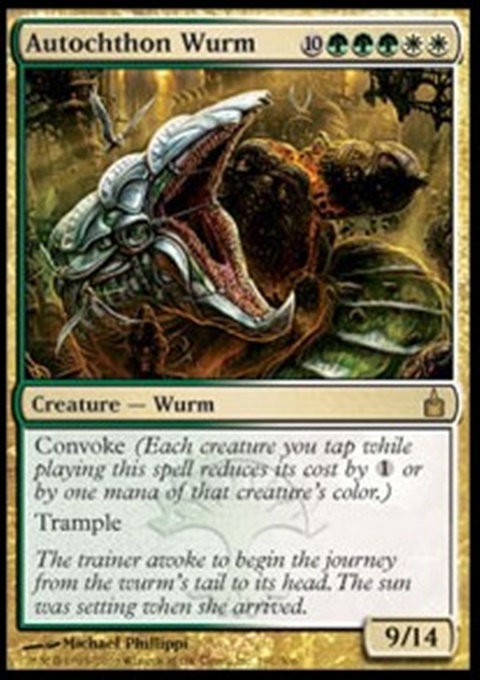 Autochthon Wurm 10
Creature — Wurm
Convoke (Each creature you tap while
playing this spell reduces its cost by 1 or
by one mana of that creature's color.)
Trample
The trainer awoke to begin the journey
from the wurm's tail to its head. The sun
was setting when she arrived.
Michael Phillippi
9/14